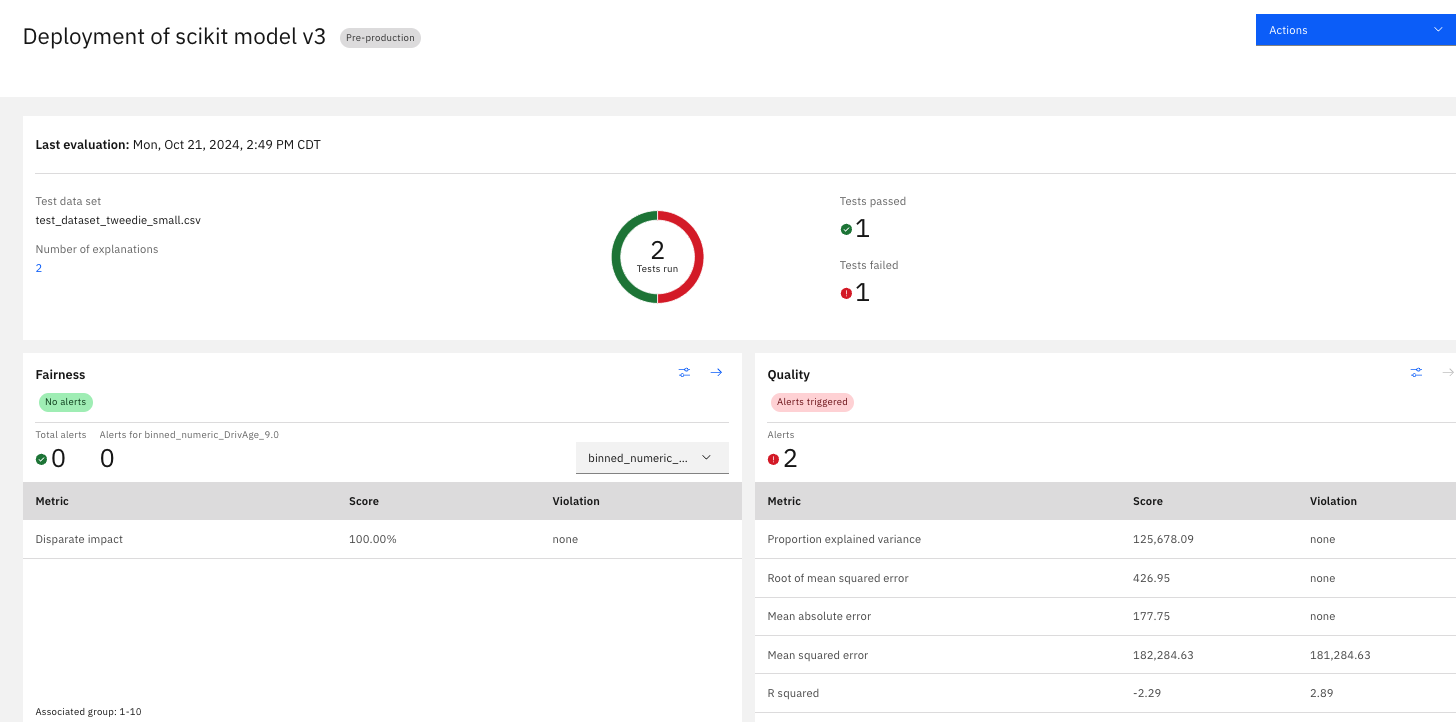 Deployment of scikit model v3 Pre-production
Actions
Last evaluation: Mon, Oct 21, 2024, 2:49 PM CDT
Test data set
test_dataset_tweedie_small.csv
Number of explanations
2
2
Tests run
Tests passed
1
Tests failed
1
Fairness
No alerts
Total alerts Alerts for binned_numeric_DrivAge_9.0
0 0
binned_numeric_...
Metric Score Violation
Disparate impact 100.00% none
Associated group: 1-10
Quality
Alerts triggered
Alerts
2
Metric Score Violation
Proportion explained variance 125,678.09 none
Root of mean squared error 426.95 none
Mean absolute error 177.75 none
Mean squared error 182,284.63 181,284.63
R squared -2.29 2.89